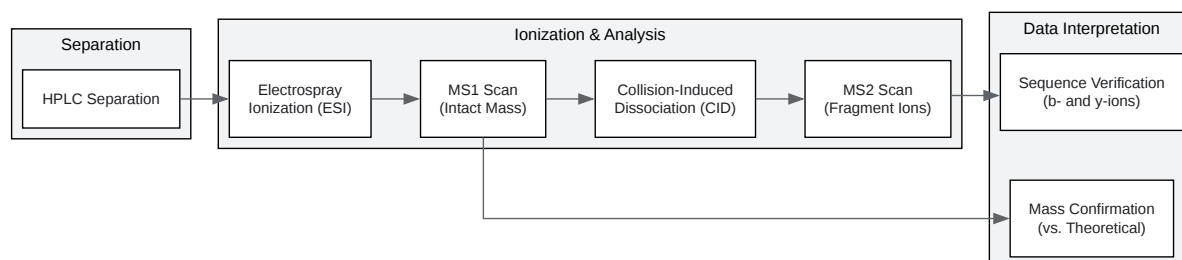 Separation
HPLC Separation
Ionization & Analysis
Electrospray
Ionization (ESI)
MS1 Scan
(Intact Mass)
Collision-Induced
Dissociation (CID)
MS2 Scan
(Fragment Ions)
Data Interpretation
Sequence Verification
(b- and y-ions)
Mass Confirmation
(vs. Theoretical)